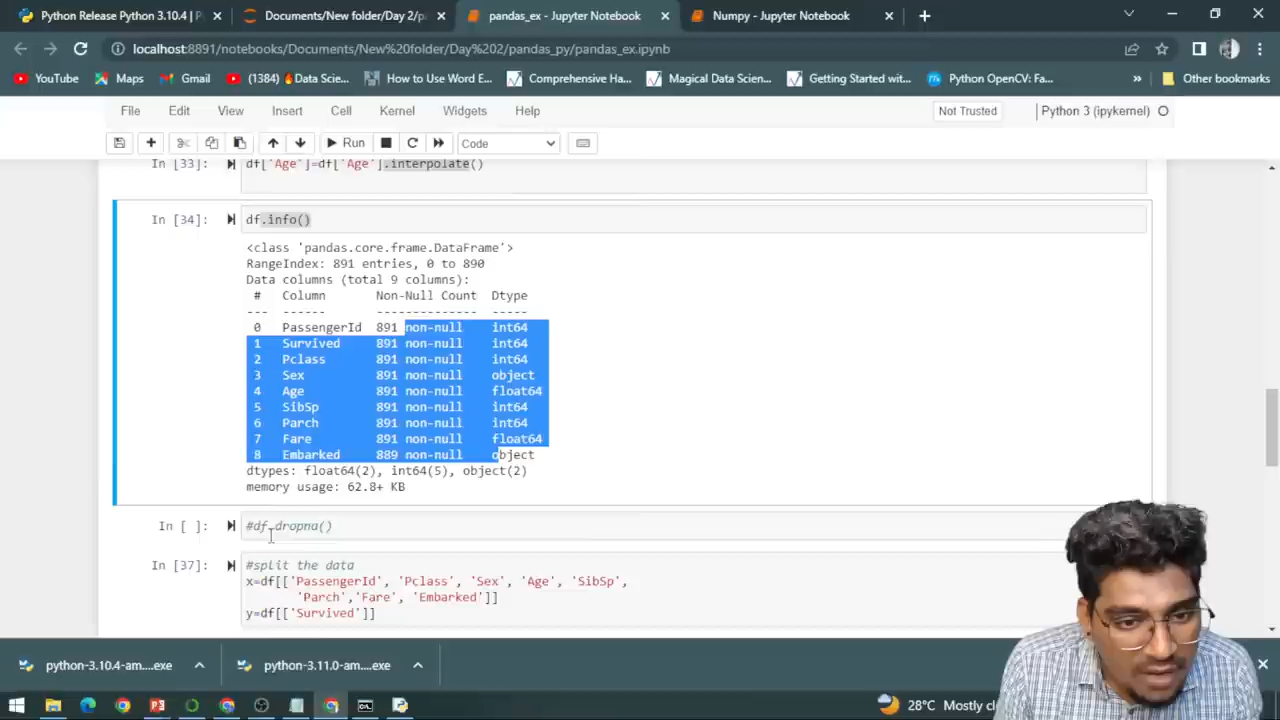 Python Release Python 3.10.4 |
Documents/New folder/Day 2/pa
pandas_ex - Jupyter Notebook
Numpy - Jupyter Notebook
localhost:8891/notebooks/Documents/New%20folder/Day%202/pandas_py/pandas_ex.ipynb
YouTube
Maps
Gmail
(1384) 🔥Data Scie...
How to Use Word E...
Comprehensive Ha...
Magical Data Scien...
Getting Started wit...
Python OpenCV: Fa...
»
Other bookmarks
File Edit View Insert Cell Kernel Widgets Help
Not Trusted
Python 3 (ipykernel)
Run
Code
In [33]: df['Age']=df['Age'].interpolate()
In [34]: df.info()
<class 'pandas.core.frame.DataFrame'>
RangeIndex: 891 entries, 0 to 890
Data columns (total 9 columns):
# Column Non-Null Count Dtype
--- ------ -------------- -----
0 PassengerId 891 non-null int64
1 Survived 891 non-null int64
2 Pclass 891 non-null int64
3 Sex 891 non-null object
4 Age 891 non-null float64
5 SibSp 891 non-null int64
6 Parch 891 non-null int64
7 Fare 891 non-null float64
8 Embarked 889 non-null object
dtypes: float64(2), int64(5), object(2)
memory usage: 62.8+ KB
In [ ]: #df.dropna()
In [37]: #split the data
x=df[['PassengerId', 'Pclass', 'Sex', 'Age', 'SibSp',
'Parch','Fare', 'Embarked']]
y=df[['Survived']]
python-3.10.4-am....exe
python-3.11.0-am....exe
28°C Mostly cl